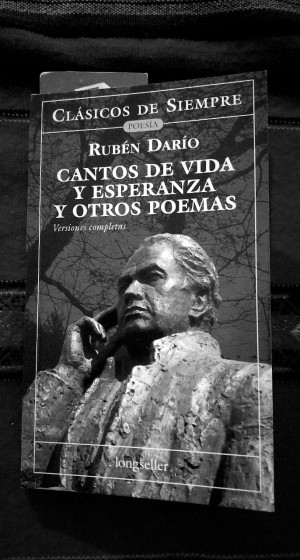 CLÁSICOS DE SIEMPRE
POESÍA
RUBÉN DARÍO
CANTOS DE VIDA
Y ESPERANZA
Y OTROS POEMAS
Versiones completas
longseller